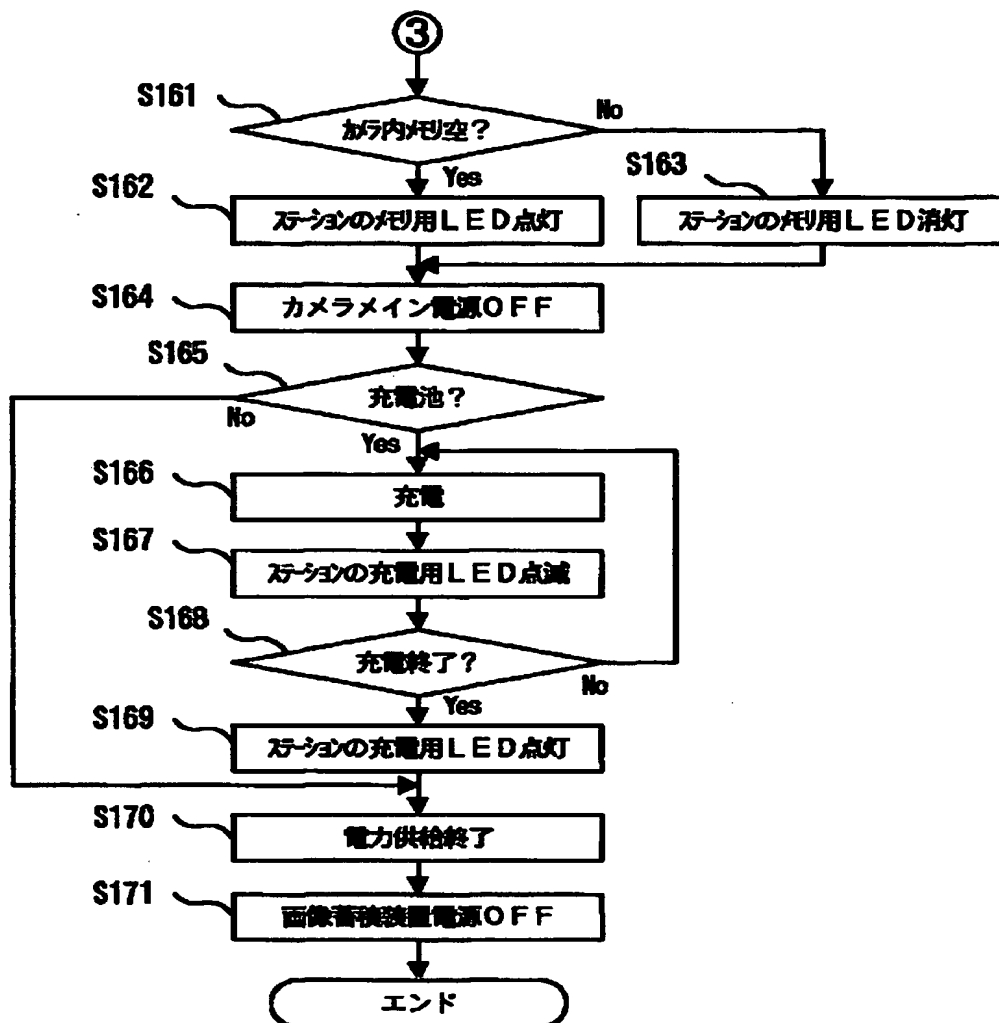 ③
S161
カメラ内メモリ空?
No
Yes
S162
ステーションのメモリ用LED点灯
S163
ステーションのメモリ用LED消灯
S164
カメラメイン電源OFF
S165
充電池?
No
Yes
S166
充電
S167
ステーションの充電用LED点滅
S168
充電終了?
No
Yes
S169
ステーションの充電用LED点灯
S170
電力供給終了
S171
画像蓄積装置電源OFF
エンド